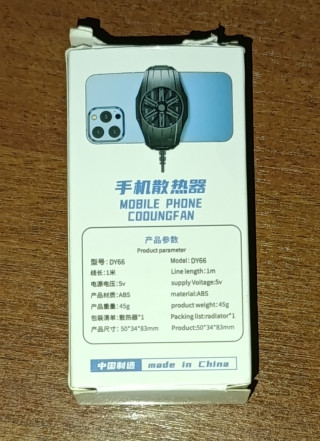 手机散热器
MOBILE PHONE
COOUNGFAN
产品参数
Product parameter
型号: DY66
Model: DY66
线长: 1米
Line length: 1m
电源电压: 5v
supply Voltage: 5v
产品材质: ABS
material: ABS
产品重量: 45g
product weight: 45g
包装清单: 散热器*1
Packing list: radiator*1
产品尺寸: 50*34*83mm
Product: 50*34*83mm
中国制造 made in China